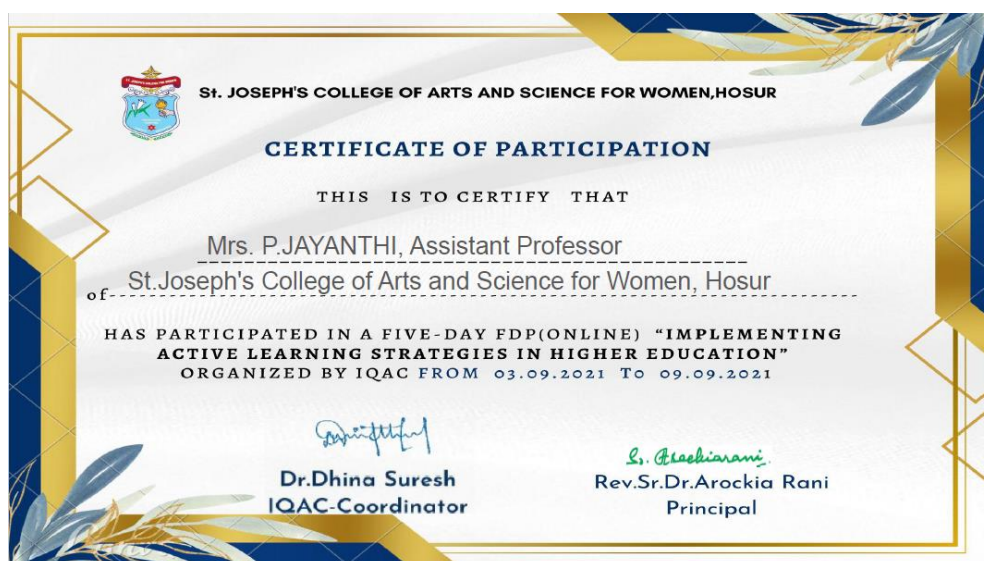 St. JOSEPH'S COLLEGE OF ARTS AND SCIENCE FOR WOMEN,HOSUR
CERTIFICATE OF PARTICIPATION
THIS IS TO CERTIFY THAT
Mrs. P.JAYANTHI, Assistant Professor
of St.Joseph's College of Arts and Science for Women, Hosur
HAS PARTICIPATED IN A FIVE-DAY FDP(ONLINE) “IMPLEMENTING
ACTIVE LEARNING STRATEGIES IN HIGHER EDUCATION”
ORGANIZED BY IQAC FROM 03.09.2021 To 09.09.2021
Dr.Dhina Suresh
IQAC-Coordinator
Rev.Sr.Dr.Arockia Rani
Principal